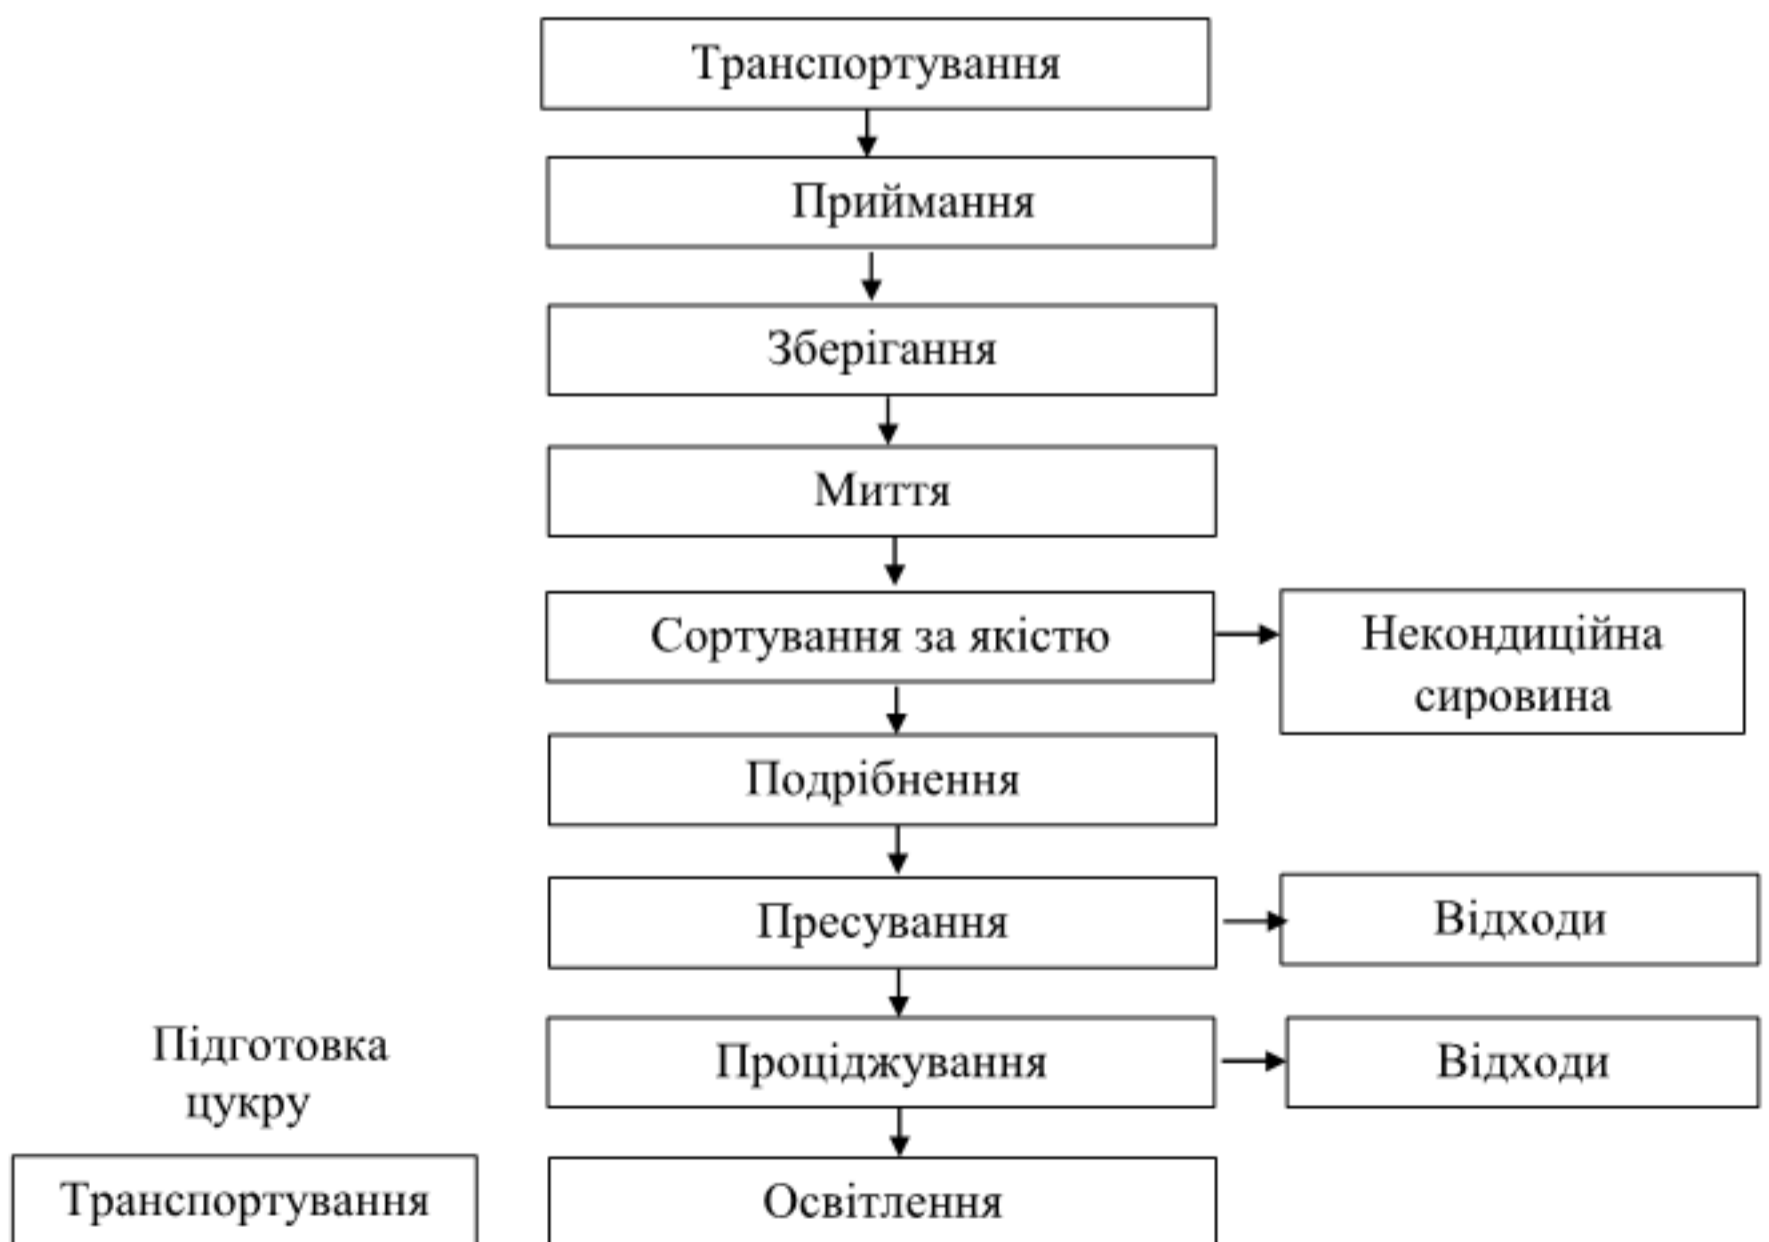 Транспортування
Приймання
Зберігання
Миття
Сортування за якістю
Некондиційна
сировина
Подрібнення
Пресування
Відходи
Проціджування
Відходи
Підготовка
цукру
Транспортування
Освітлення